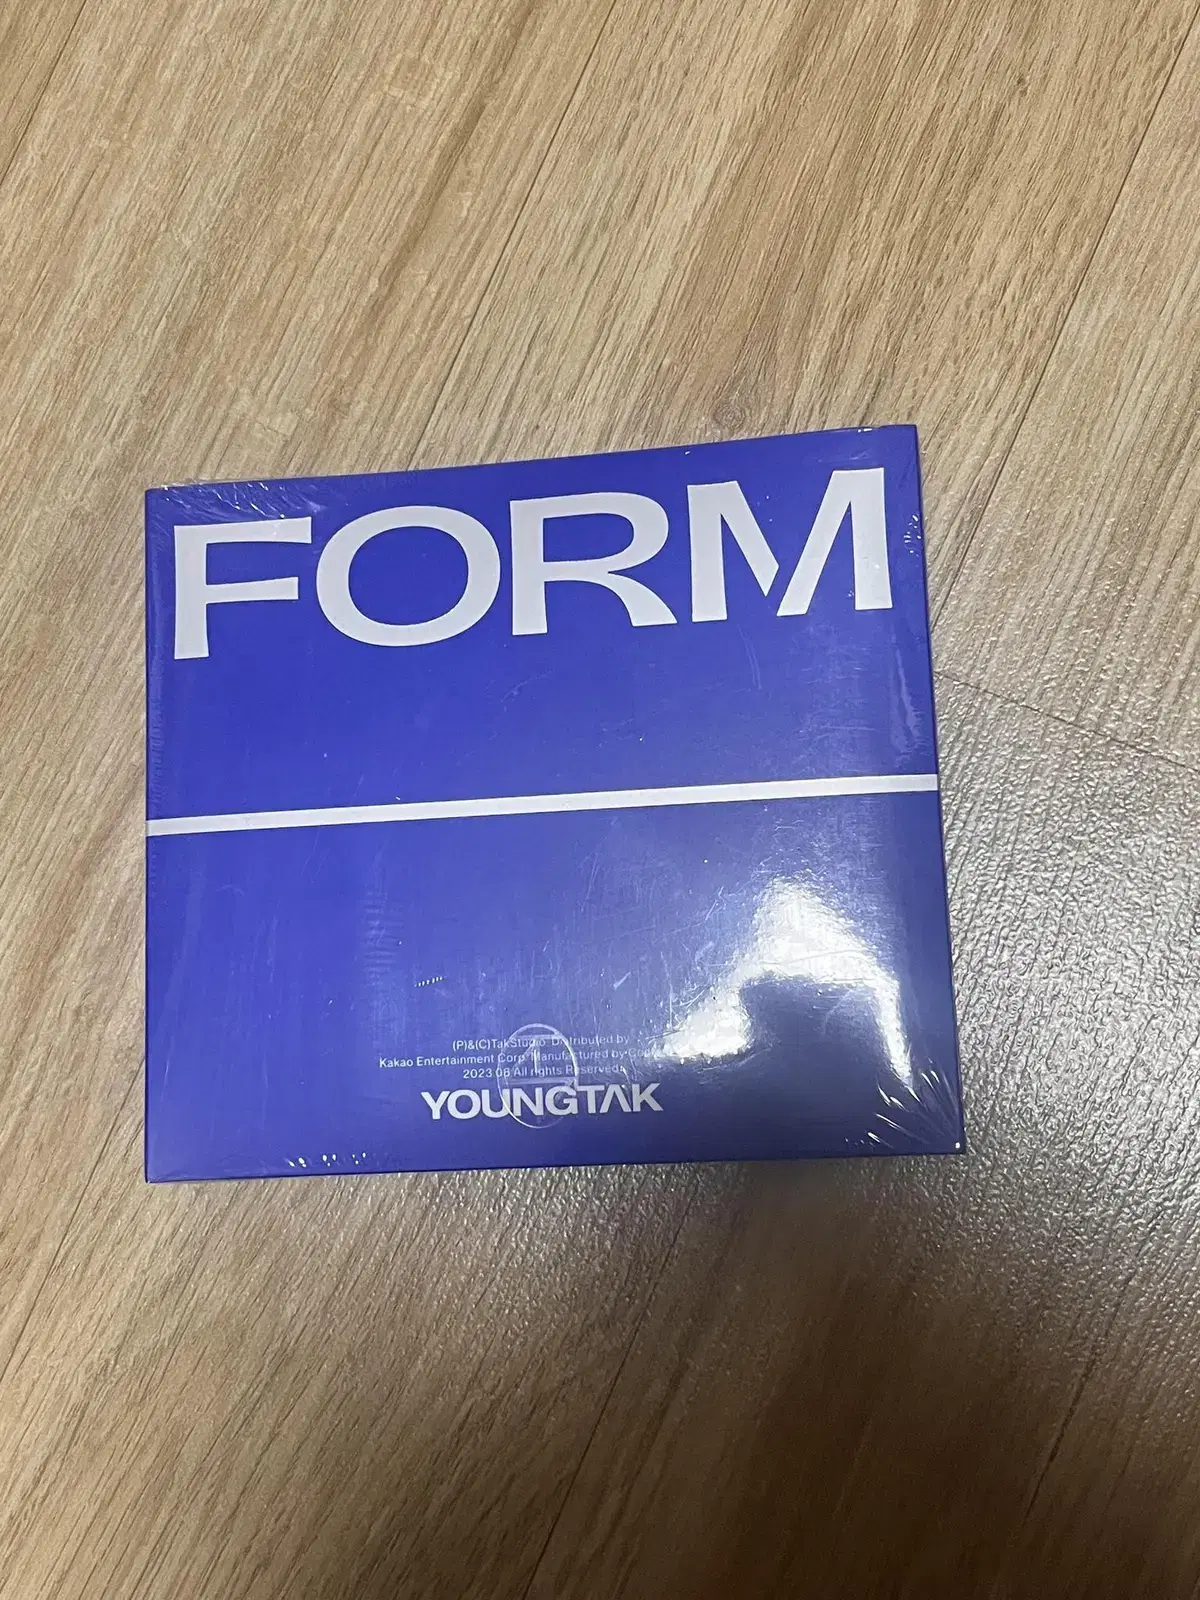 FORM
(P)&(C)TakStudio. Distributed by
Kakao Entertainment Corp. Manufactured by
2023.08 All rights Reserved.
YOUNGTAK